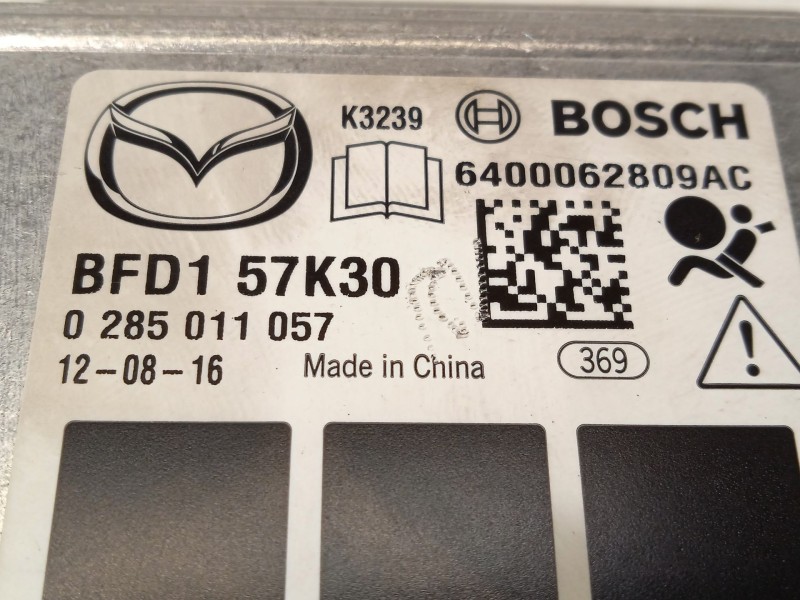 K3239
BOSCH
6400062809AC
BFD1 57K30
0 285 011 057
12-08-16
Made in China
369